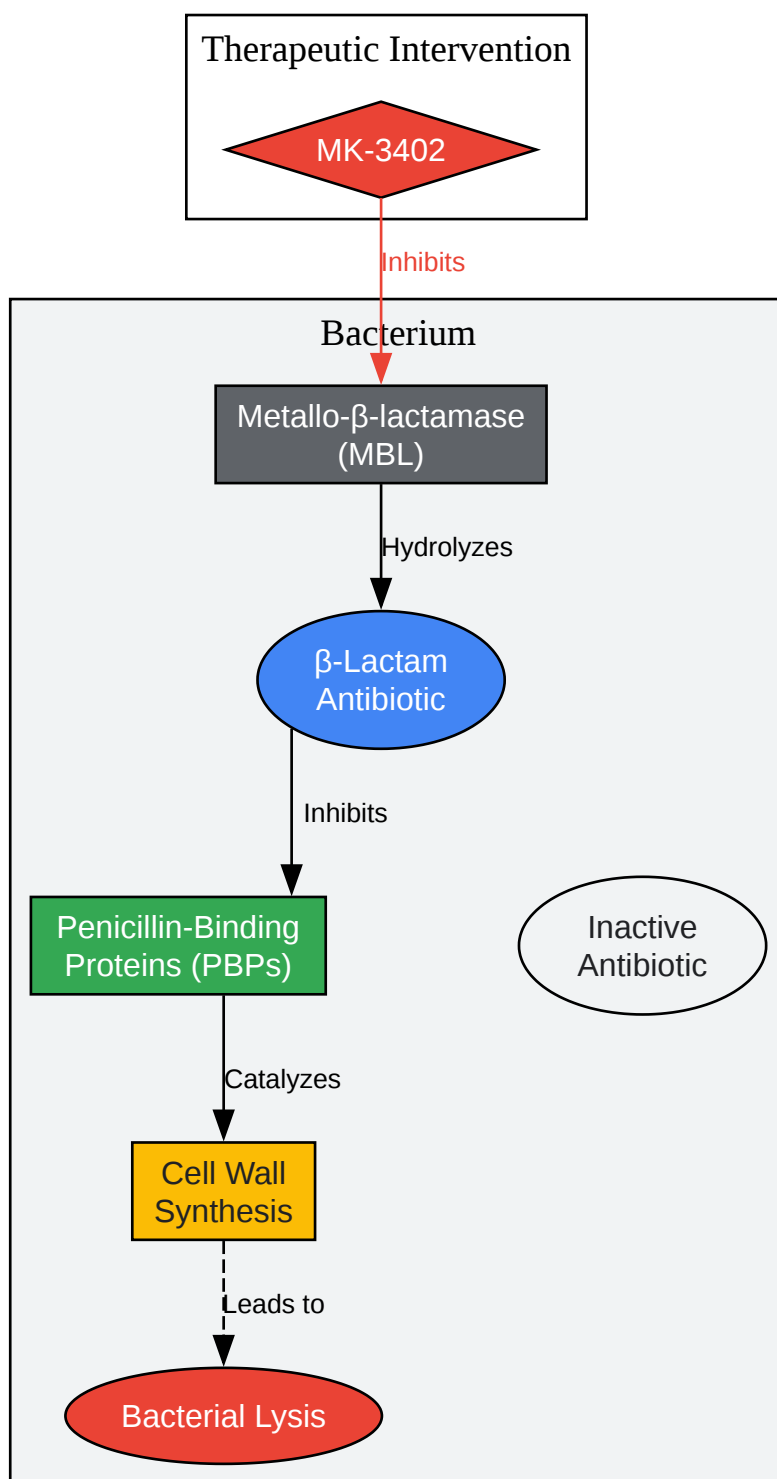 Therapeutic Intervention
MK-3402
Inhibits
Bacterium
Metallo-β-lactamase
(MBL)
Hydrolyzes
β-Lactam
Antibiotic
Inhibits
Penicillin-Binding
Proteins (PBPs)
Inactive
Antibiotic
Catalyzes
Cell Wall
Synthesis
Leads to
Bacterial Lysis